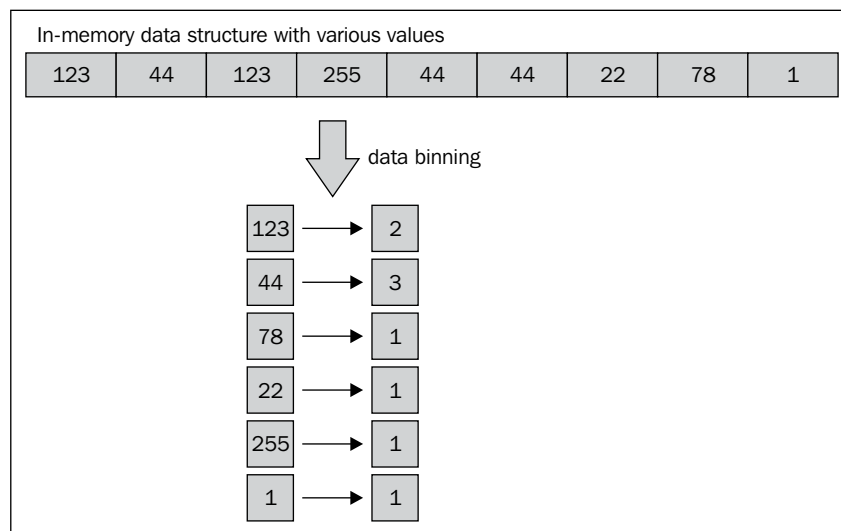 In-memory data structure with various values
123 44 123 255 44 44 22 78 1
data binning
123 2
44 3
78 1
22 1
255 1
1 1